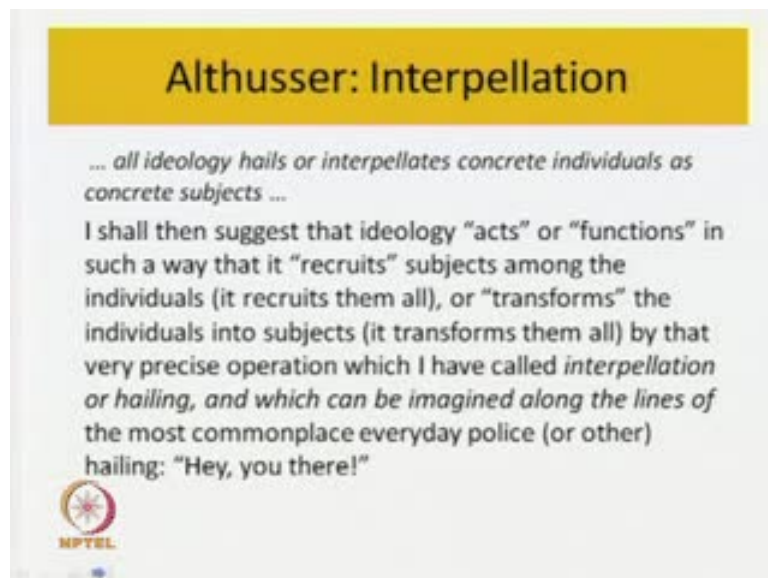 Althusser: Interpellation
... all ideology hails or interpellates concrete individuals as
concrete subjects ...
I shall then suggest that ideology “acts” or “functions” in
such a way that it “recruits” subjects among the
individuals (it recruits them all), or “transforms” the
individuals into subjects (it transforms them all) by that
very precise operation which I have called interpellation
or hailing, and which can be imagined along the lines of
the most commonplace everyday police (or other)
hailing: “Hey, you there!”
NPTEL